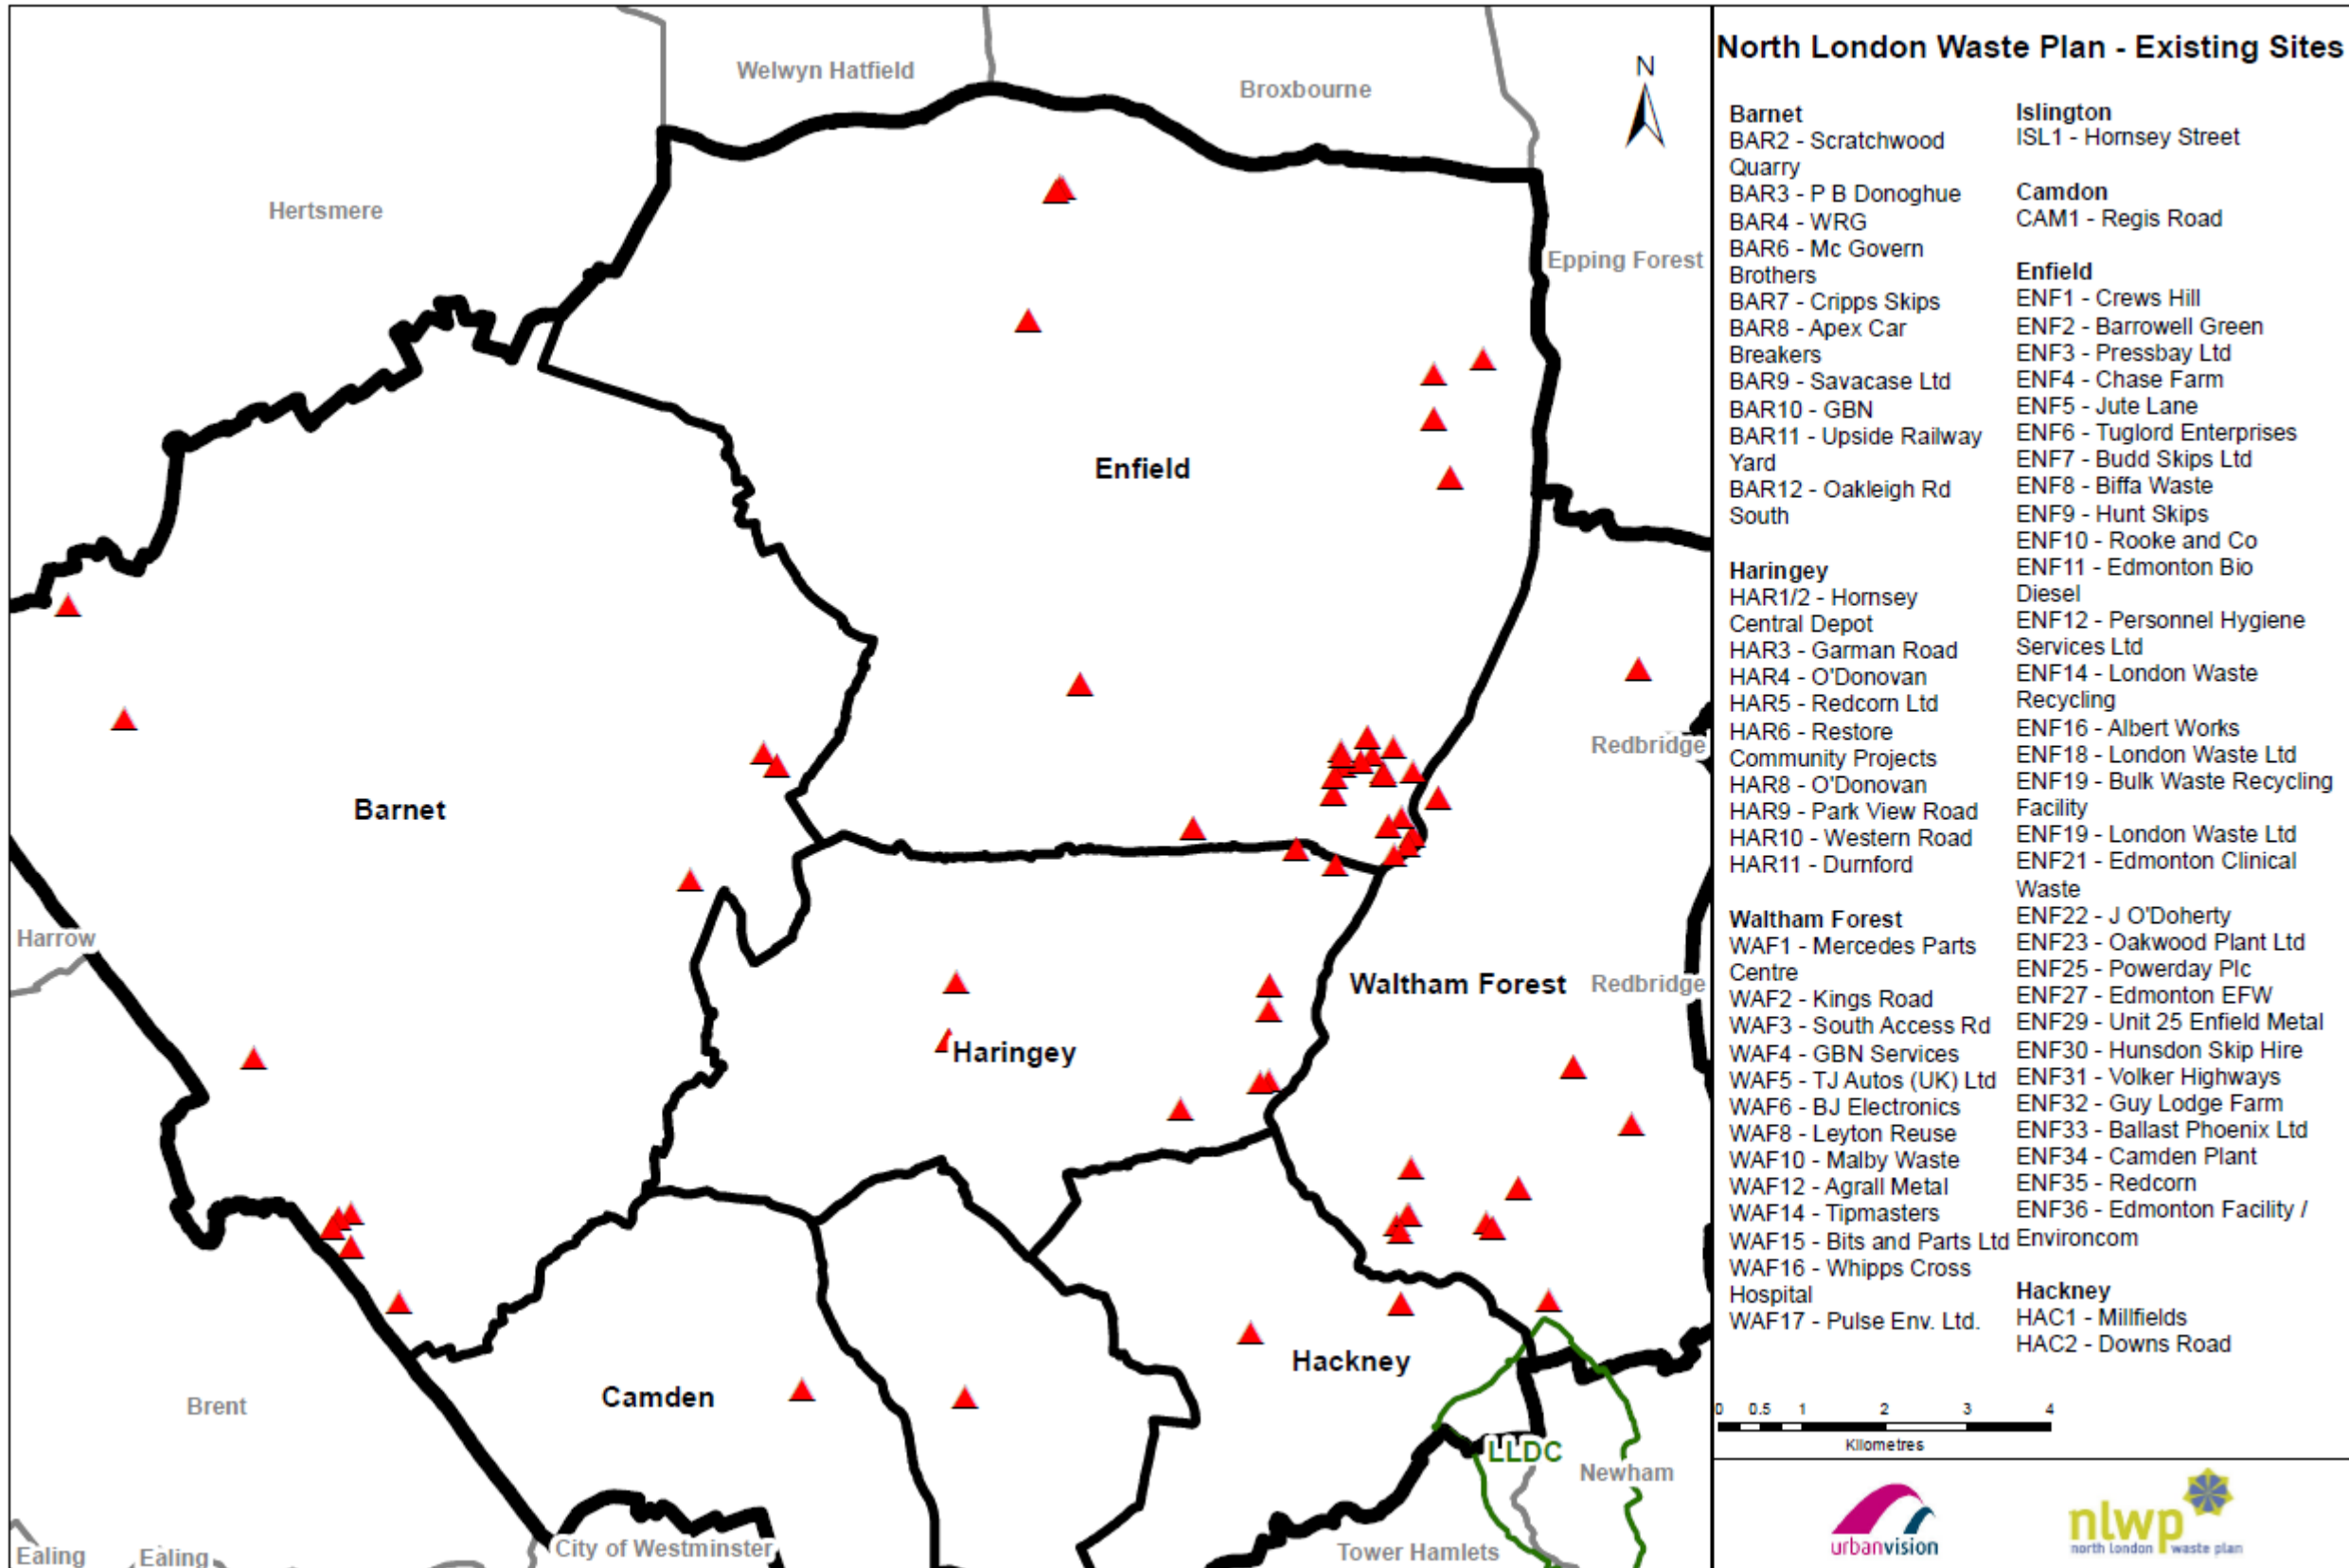 Welwyn Hatfield
Broxbourne
N
Hertsmere
Epping Forest
Enfield
Redbridge
Barnet
Harrow
Waltham Forest
Redbridge
Haringey
Hackney
Camden
Brent
LLDC
Newham
City of Westminster
Tower Hamlets
Ealing
Ealing
North London Waste Plan - Existing Sites
Barnet
BAR2 - Scratchwood
Quarry
BAR3 - P B Donoghue
BAR4 - WRG
BAR6 - Mc Govern
Brothers
BAR7 - Cripps Skips
BAR8 - Apex Car
Breakers
BAR9 - Savacase Ltd
BAR10 - GBN
BAR11 - Upside Railway
Yard
BAR12 - Oakleigh Rd
South
Haringey
HAR1/2 - Hornsey
Central Depot
HAR3 - Garman Road
HAR4 - O'Donovan
HAR5 - Redcorn Ltd
HAR6 - Restore
Community Projects
HAR8 - O'Donovan
HAR9 - Park View Road
HAR10 - Western Road
HAR11 - Durnford
Waltham Forest
WAF1 - Mercedes Parts
Centre
WAF2 - Kings Road
WAF3 - South Access Rd
WAF4 - GBN Services
WAF5 - TJ Autos (UK) Ltd
WAF6 - BJ Electronics
WAF8 - Leyton Reuse
WAF10 - Malby Waste
WAF12 - Agrall Metal
WAF14 - Tipmasters
WAF15 - Bits and Parts Ltd
WAF16 - Whipps Cross
Hospital
WAF17 - Pulse Env. Ltd.
Islington
ISL1 - Hornsey Street
Camdon
CAM1 - Regis Road
Enfield
ENF1 - Crews Hill
ENF2 - Barrowell Green
ENF3 - Pressbay Ltd
ENF4 - Chase Farm
ENF5 - Jute Lane
ENF6 - Tuglord Enterprises
ENF7 - Budd Skips Ltd
ENF8 - Biffa Waste
ENF9 - Hunt Skips
ENF10 - Rooke and Co
ENF11 - Edmonton Bio
Diesel
ENF12 - Personnel Hygiene
Services Ltd
ENF14 - London Waste
Recycling
ENF16 - Albert Works
ENF18 - London Waste Ltd
ENF19 - Bulk Waste Recycling
Facility
ENF19 - London Waste Ltd
ENF21 - Edmonton Clinical
Waste
ENF22 - J O'Doherty
ENF23 - Oakwood Plant Ltd
ENF25 - Powerday Plc
ENF27 - Edmonton EFW
ENF29 - Unit 25 Enfield Metal
ENF30 - Hunsdon Skip Hire
ENF31 - Volker Highways
ENF32 - Guy Lodge Farm
ENF33 - Ballast Phoenix Ltd
ENF34 - Camden Plant
ENF35 - Redcorn
ENF36 - Edmonton Facility /
Environcom
Hackney
HAC1 - Millfields
HAC2 - Downs Road
0 0.5 1 2 3 4
Kilometres
urbanvision
nlwp
north london waste plan